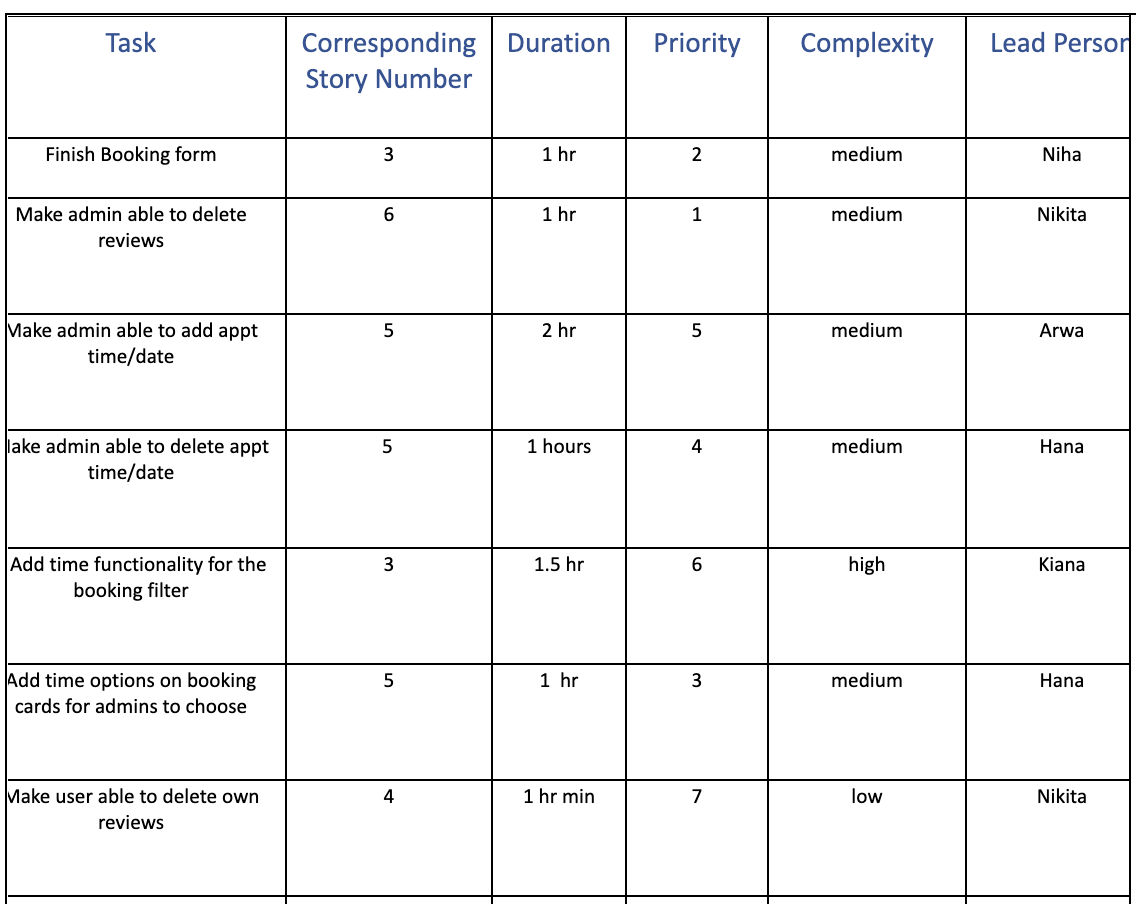 Task Corresponding Duration Priority Complexity Lead Person
Story Number
Finish Booking form 3 1 hr 2 medium Niha
Make admin able to delete 6 1 hr 1 medium Nikita
reviews
Make admin able to add appt 5 2 hr 5 medium Arwa
time/date
Make admin able to delete appt 5 1 hours 4 medium Hana
time/date
Add time functionality for the 3 1.5 hr 6 high Kiana
booking filter
Add time options on booking 5 1 hr 3 medium Hana
cards for admins to choose
Make user able to delete own 4 1 hr min 7 low Nikita
reviews